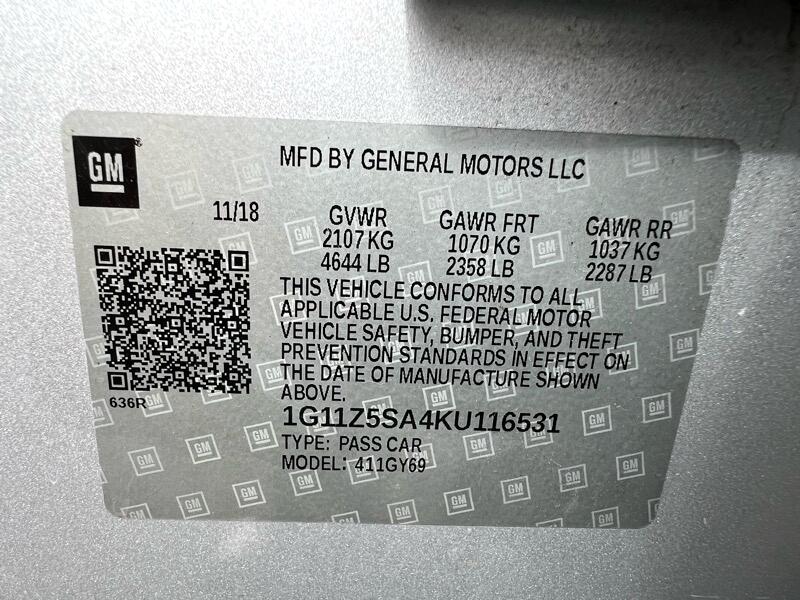 GM
MFD BY GENERAL MOTORS LLC
11/18 GVWR GAWR FRT GAWR RR
2107 KG 1070 KG 1037 KG
4644 LB 2358 LB 2287 LB
THIS VEHICLE CONFORMS TO ALL
APPLICABLE U.S. FEDERAL MOTOR
VEHICLE SAFETY, BUMPER, AND THEFT
PREVENTION STANDARDS IN EFFECT ON
THE DATE OF MANUFACTURE SHOWN
ABOVE.
636R
1G11Z5SA4KU116531
TYPE: PASS CAR
MODEL: 411GY69